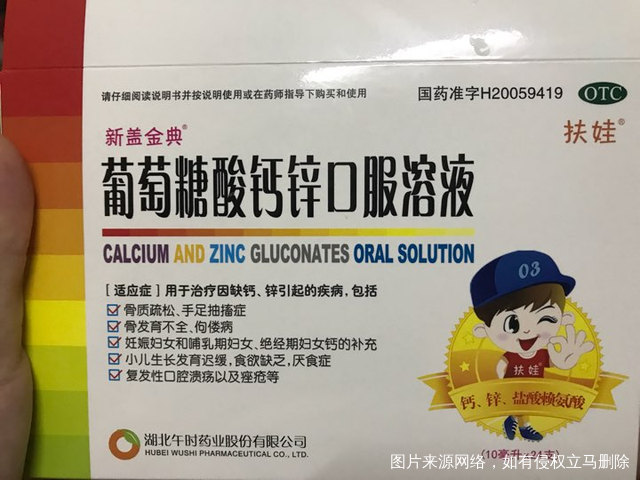 请仔细阅读说明书并按说明使用或在药师指导下购买和使用
国药准字H20059419
OTC
新盖金典®
扶娃®
葡萄糖酸钙锌口服溶液
CALCIUM AND ZINC GLUCONATES ORAL SOLUTION
[适应症] 用于治疗因缺钙、锌引起的疾病,包括
骨质疏松、手足抽搐症
骨发育不全、佝偻病
妊娠妇女和哺乳期妇女、绝经期妇女钙的补充
小儿生长发育迟缓,食欲缺乏,厌食症
复发性口腔溃疡以及痤疮等
03
扶娃
钙、锌、盐酸赖氨酸
(10毫升×24支)
湖北午时药业股份有限公司
HUBEI WUSHI PHARMACEUTICAL CO., LTD.
图片来源网络,如有侵权立马删除